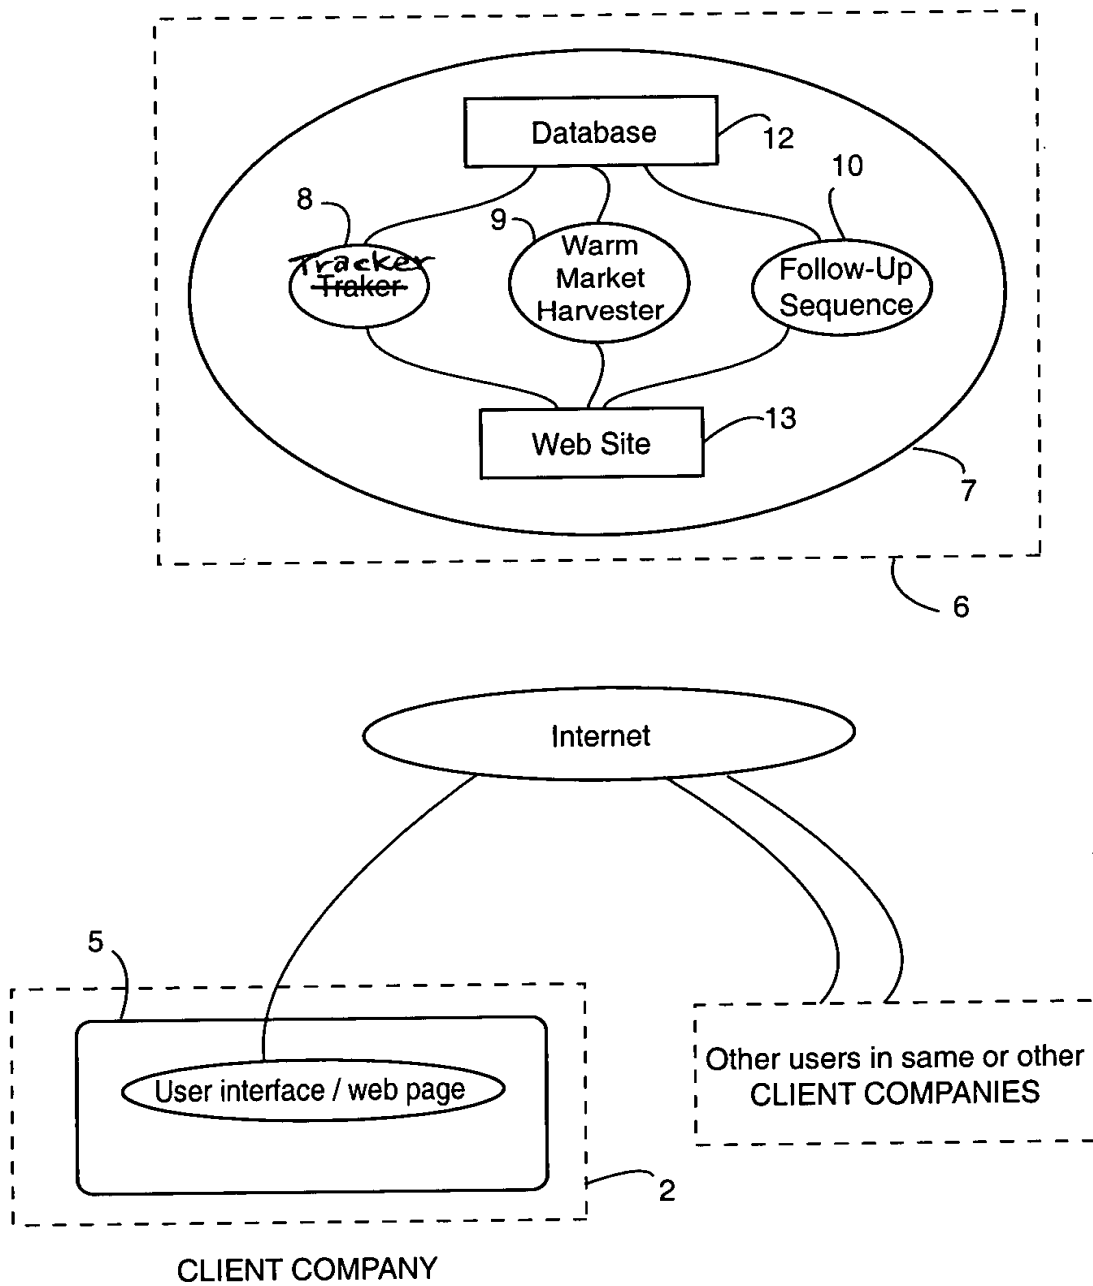 Database
12
10
8
9
Tracker
Traker
Warm
Market
Harvester
Follow-Up
Sequence
Web Site
13
7
6
Internet
5
User interface / web page
Other users in same or other
CLIENT COMPANIES
2
CLIENT COMPANY